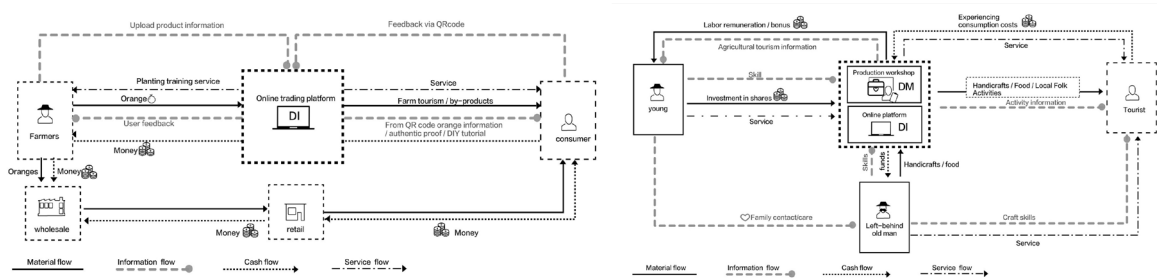 Upload product information
Feedback via QRcode
Planting training service
Service
Orange
Online trading platform
DI
Farm tourism / by-products
Farmers
User feedback
From QR code orange information
/ authentic proof / DIY tutorial
consumer
Money
Oranges
Money
wholesale
retail
Money
Money
Material flow
Information flow
Cash flow
Service flow
Labor remuneration / bonus
Experiencing
consumption costs
Agricultural tourism information
Service
Skill
Production workshop
DM
young
Investment in shares
Handicrafts / Food / Local Folk
Activities
Activity information
Tourist
Service
Online platform
DI
Skills
funds
Handicrafts / food
Family contact/care
Left-behind
old man
Craft skills
Service
Material flow
Information flow
Cash flow
Service flow